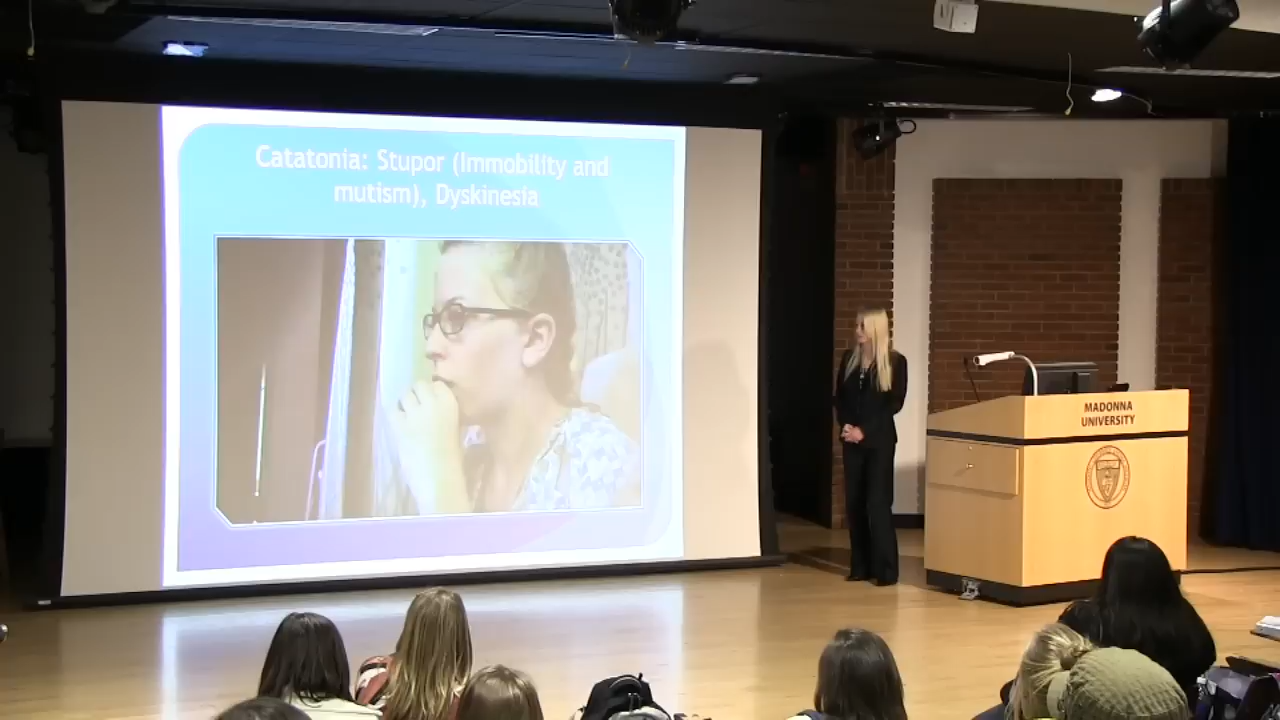 Catatonia: Stupor (Immobility and
mutism), Dyskinesia
MADONNA
UNIVERSITY